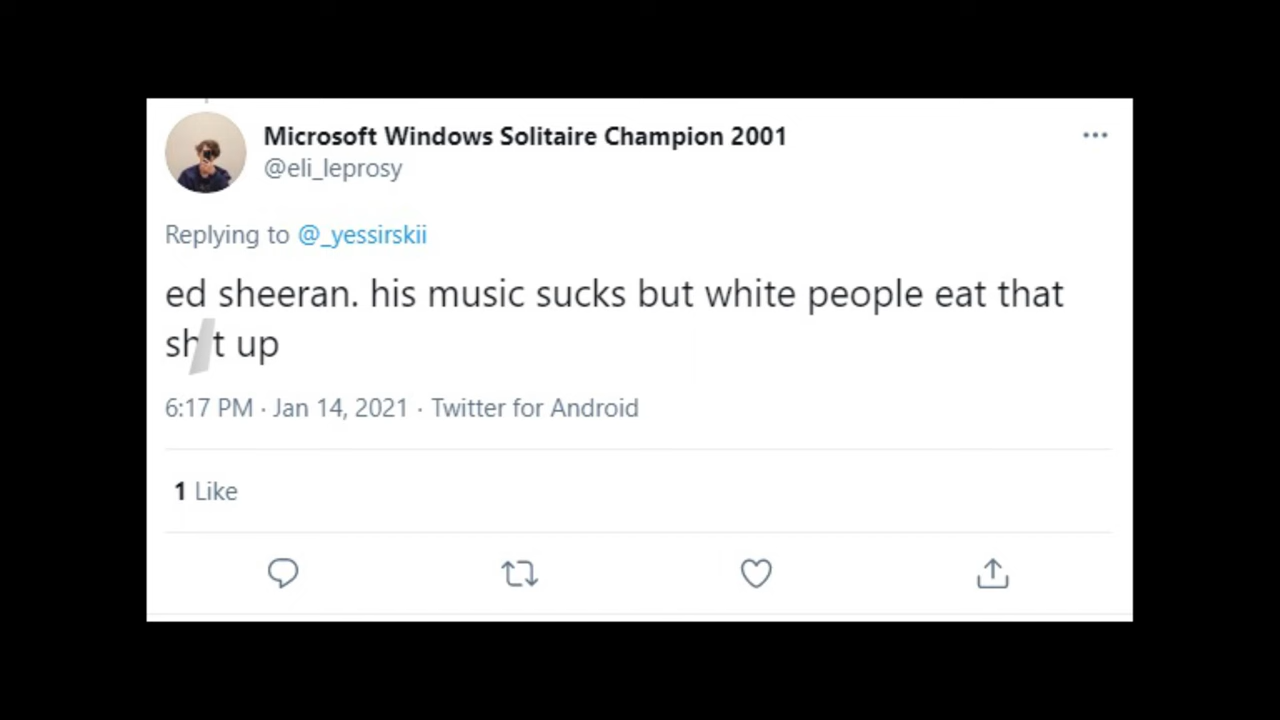 Microsoft Windows Solitaire Champion 2001
@eli_leprosy
Replying to @_yessirskii
ed sheeran. his music sucks but white people eat that
sh t up
6:17 PM · Jan 14, 2021 · Twitter for Android
1 Like